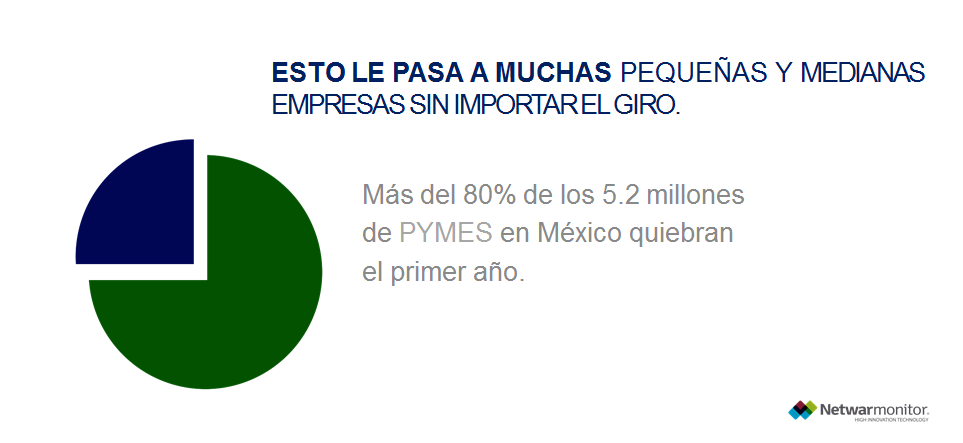 ESTO LE PASA A MUCHAS PEQUEÑAS Y MEDIANAS
EMPRESAS SIN IMPORTAR EL GIRO.
Más del 80% de los 5.2 millones
de PYMES en México quiebran
el primer año.
Netwarmonitor.
HIGH INNOVATION TECHNOLOGY